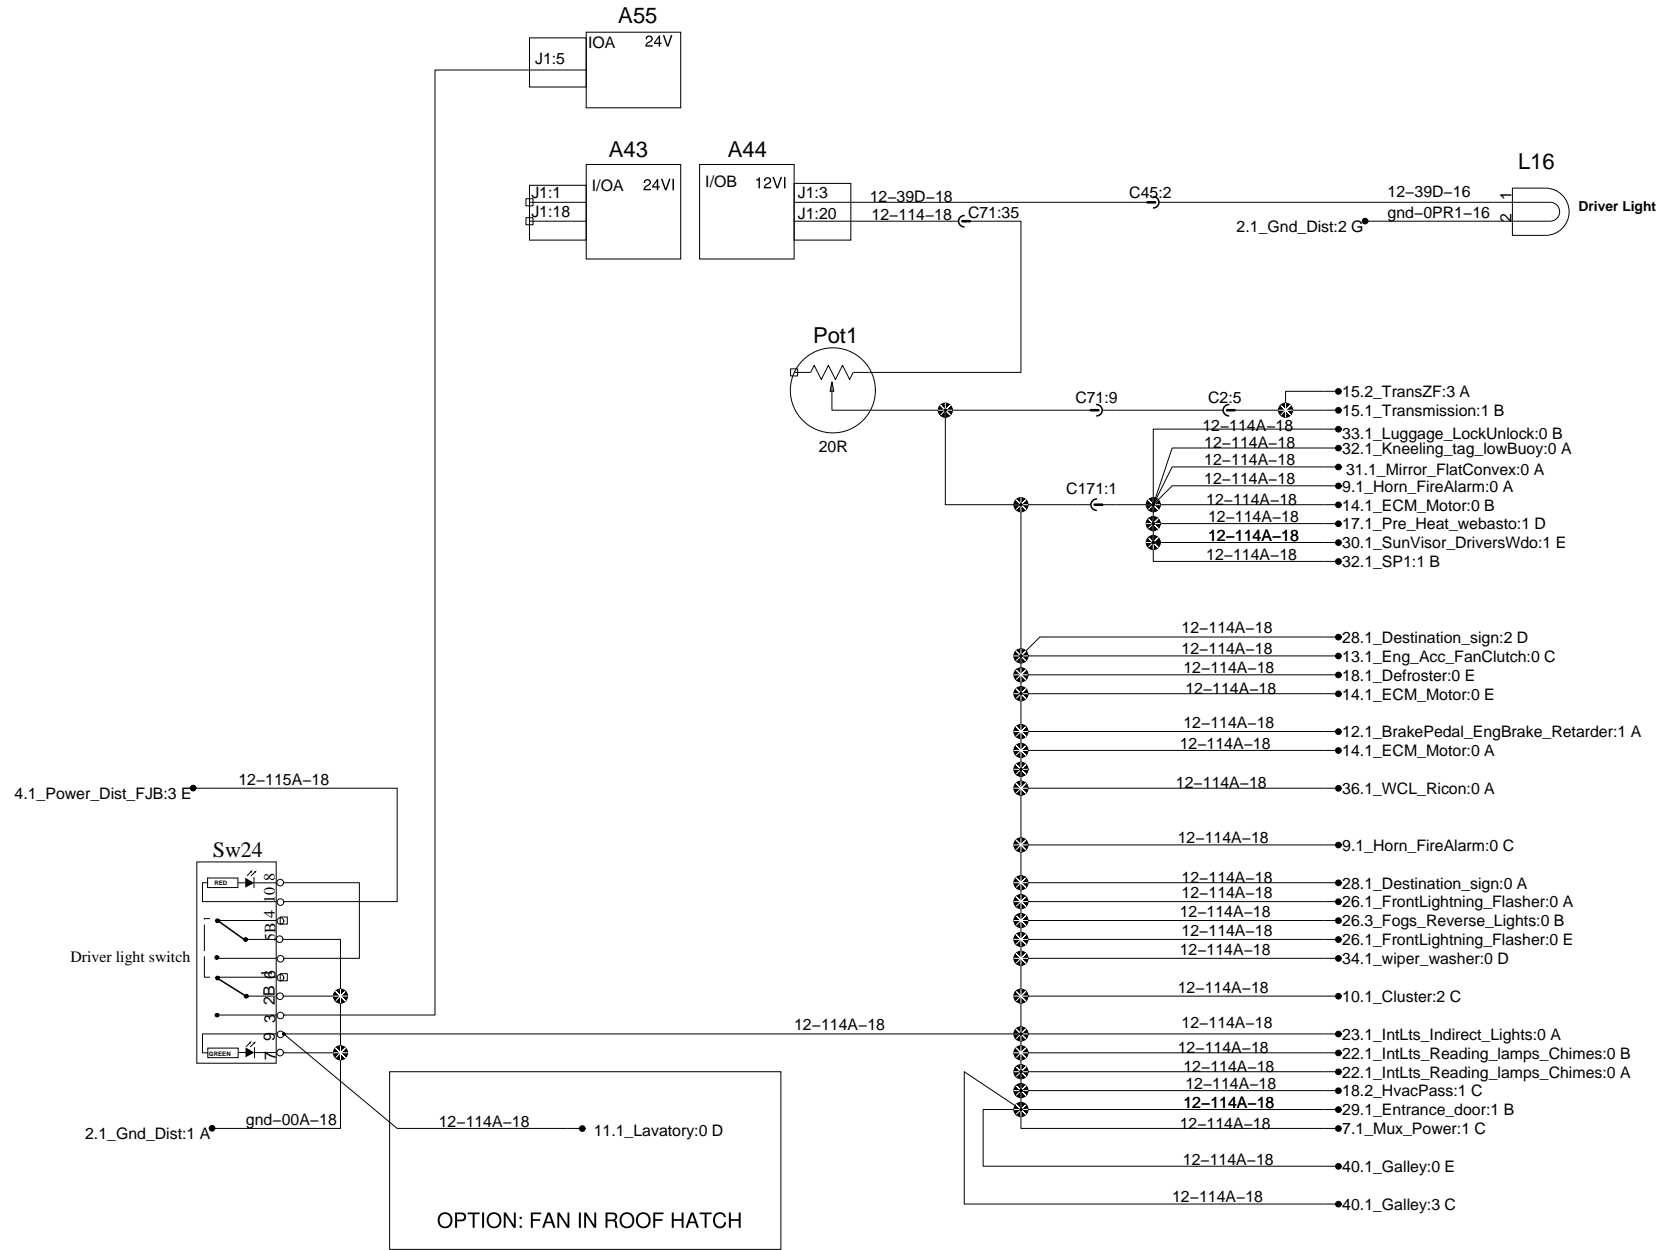 A55
IOA 24V
J1:5
A43
I/OA 24VI
J1:1
J1:18
A44
I/OB 12VI
J1:3
J1:20
12-39D-18
12-114-18
C71:35
C45:2
12-39D-16
gnd-0PR1-16
2.1_Gnd_Dist:2 G
L16
1
2
Driver Light
Pot1
20R
C71:9
C2:5
15.2_TransZF:3 A
15.1_Transmission:1 B
12-114A-18
33.1_Luggage_LockUnlock:0 B
12-114A-18
32.1_Kneeling_tag_lowBuoy:0 A
12-114A-18
31.1_Mirror_FlatConvex:0 A
12-114A-18
9.1_Horn_FireAlarm:0 A
C171:1
12-114A-18
14.1_ECM_Motor:0 B
12-114A-18
17.1_Pre_Heat_webasto:1 D
12-114A-18
30.1_SunVisor_DriversWdo:1 E
12-114A-18
32.1_SP1:1 B
12-114A-18
28.1_Destination_sign:2 D
12-114A-18
13.1_Eng_Acc_FanClutch:0 C
12-114A-18
18.1_Defroster:0 E
12-114A-18
14.1_ECM_Motor:0 E
12-114A-18
12.1_BrakePedal_EngBrake_Retarder:1 A
12-114A-18
14.1_ECM_Motor:0 A
12-114A-18
36.1_WCL_Ricon:0 A
12-114A-18
9.1_Horn_FireAlarm:0 C
12-114A-18
28.1_Destination_sign:0 A
12-114A-18
26.1_FrontLightning_Flasher:0 A
12-114A-18
26.3_Fogs_Reverse_Lights:0 B
12-114A-18
26.1_FrontLightning_Flasher:0 E
12-114A-18
34.1_wiper_washer:0 D
12-114A-18
10.1_Cluster:2 C
12-114A-18
23.1_IntLts_Indirect_Lights:0 A
12-114A-18
22.1_IntLts_Reading_lamps_Chimes:0 B
12-114A-18
22.1_IntLts_Reading_lamps_Chimes:0 A
12-114A-18
18.2_HvacPass:1 C
12-114A-18
29.1_Entrance_door:1 B
12-114A-18
7.1_Mux_Power:1 C
12-114A-18
40.1_Galley:0 E
12-114A-18
40.1_Galley:3 C
4.1_Power_Dist_FJB:3 E
12-115A-18
Sw24
RED
8
10
4
5B
6
2B
3
9
7
GREEN
Driver light switch
12-114A-18
2.1_Gnd_Dist:1 A
gnd-00A-18
12-114A-18
11.1_Lavatory:0 D
OPTION: FAN IN ROOF HATCH